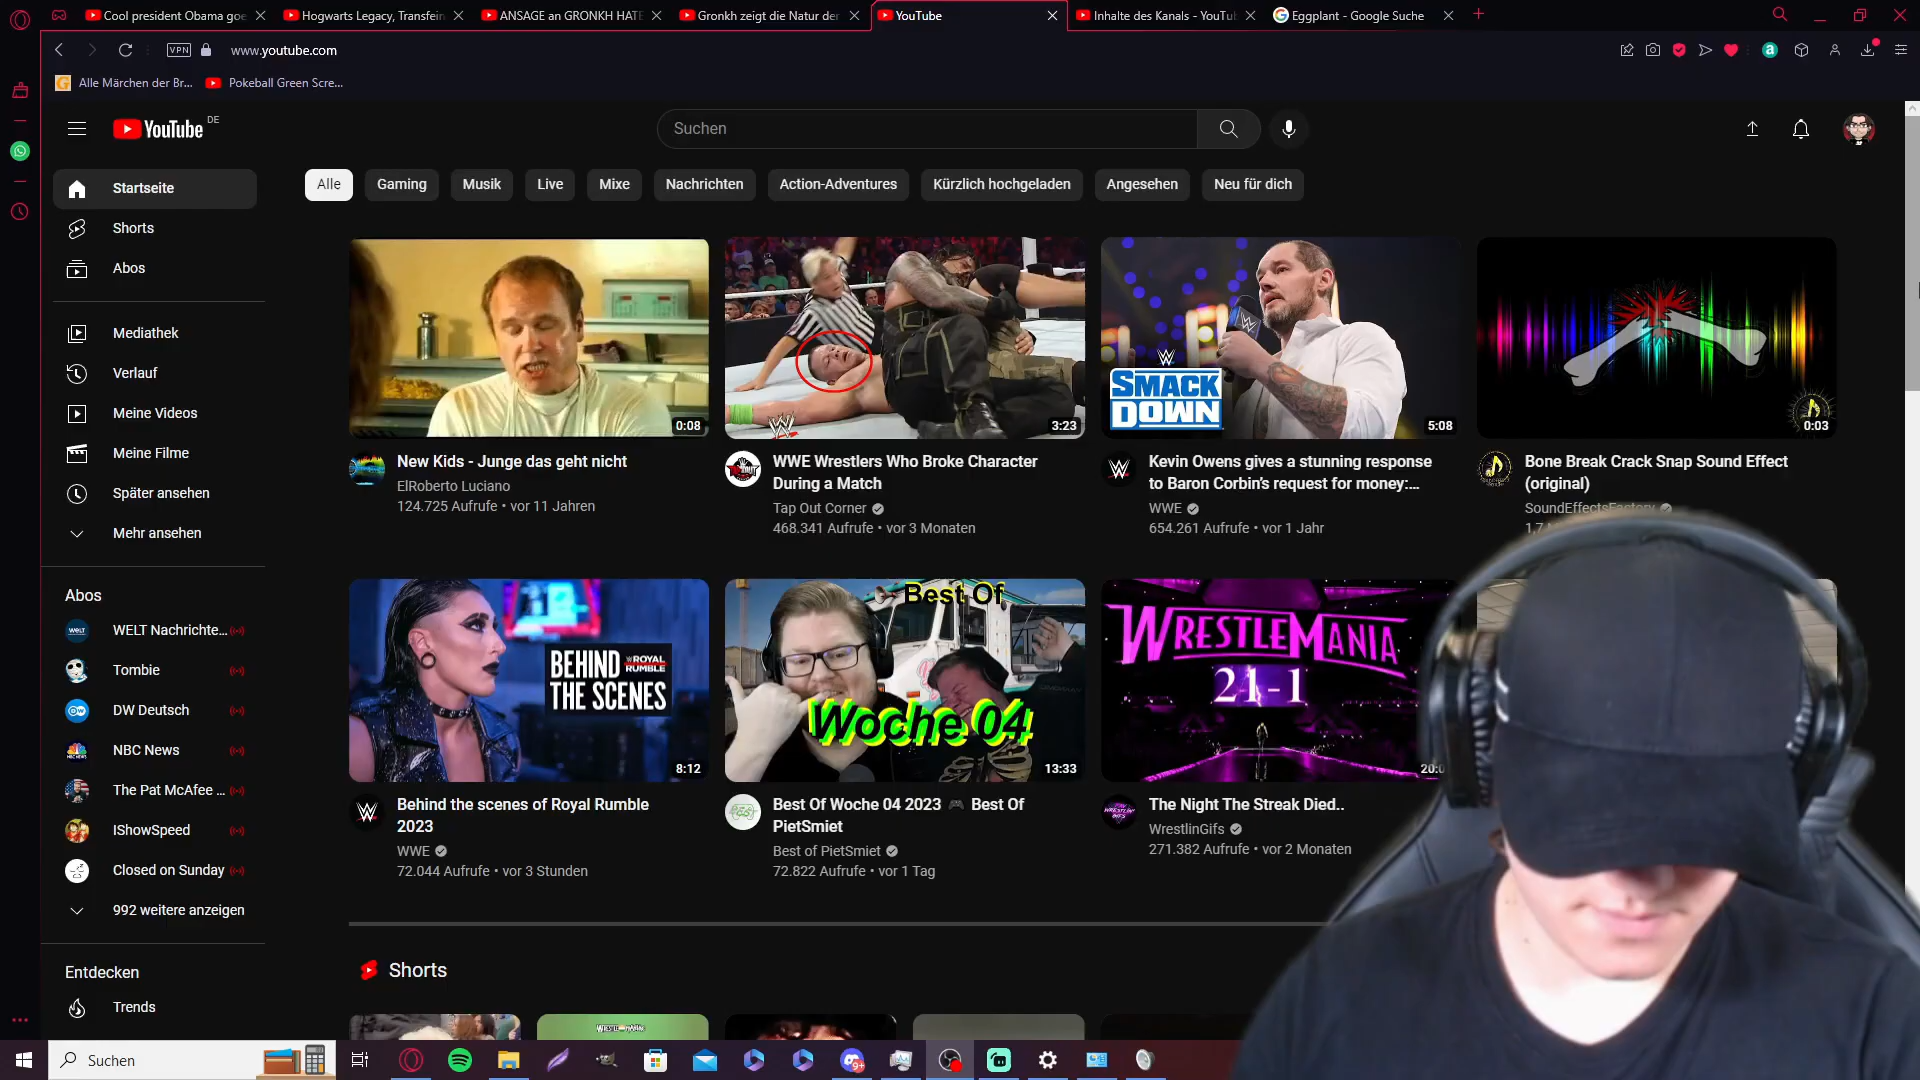 Cool president Obama goe
Hogwarts Legacy, Transfein
ANSAGE an GRONKH HATE
Gronkh zeigt die Natur der
YouTube
Inhalte des Kanals - YouTu
Eggplant - Google Suche
VPN
www.youtube.com
Alle Märchen der Br...
Pokeball Green Scre...
YouTube
DE
Suchen
Alle
Gaming
Musik
Live
Mixe
Nachrichten
Action-Adventures
Kürzlich hochgeladen
Angesehen
Neu für dich
Startseite
Shorts
Abos
Mediathek
Verlauf
Meine Videos
Meine Filme
Später ansehen
Mehr ansehen
Abos
WELT Nachrichte...
Tombie
DW Deutsch
NBC News
The Pat McAfee ...
IShowSpeed
Closed on Sunday
992 weitere anzeigen
Entdecken
Trends
0:08
New Kids - Junge das geht nicht
ElRoberto Luciano
124.725 Aufrufe • vor 11 Jahren
3:23
WWE Wrestlers Who Broke Character
During a Match
Tap Out Corner
468.341 Aufrufe • vor 3 Monaten
SMACK
DOWN
5:08
Kevin Owens gives a stunning response
to Baron Corbin's request for money:...
WWE
654.261 Aufrufe • vor 1 Jahr
0:03
Bone Break Crack Snap Sound Effect
(original)
SoundEffectsFactory
BEHIND ROYAL RUMBLE
THE SCENES
8:12
Behind the scenes of Royal Rumble
2023
WWE
72.044 Aufrufe • vor 3 Stunden
Best Of
Woche 04
13:33
Best Of Woche 04 2023 🎮 Best Of
PietSmiet
Best of PietSmiet
72.822 Aufrufe • vor 1 Tag
WRESTLEMANIA
21-1
20:0
The Night The Streak Died..
WrestlinGifs
271.382 Aufrufe • vor 2 Monaten
Shorts
Suchen